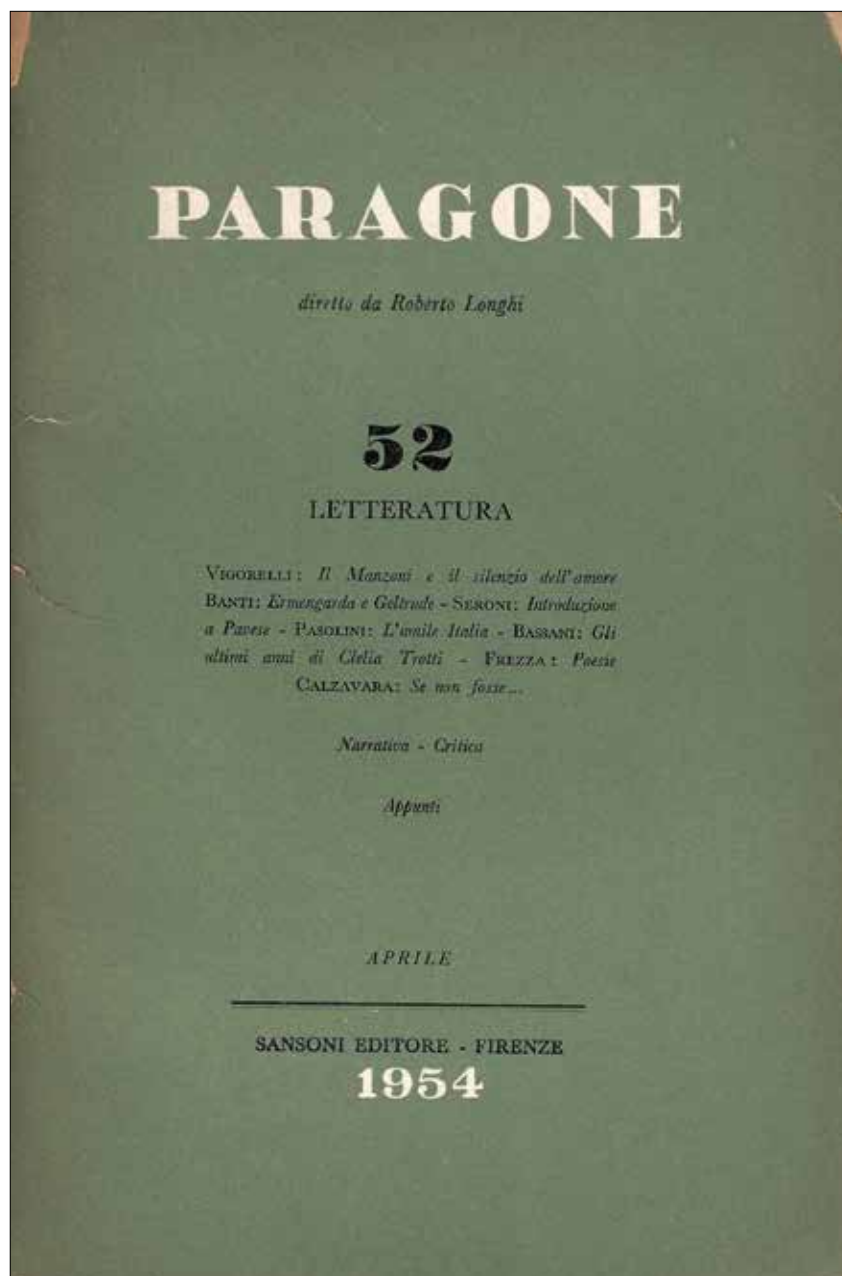 PARAGONE
diretto da Roberto Longhi
52
LETTERATURA
VIGORELLI: Il Manzoni e il silenzio dell'amore
BANTI: Ermengarda e Geltrude - SERONI: Introduzione
a Pavese - PASOLINI: L'umile Italia - BASSANI: Gli
ultimi anni di Clelia Trotti - FREZZA: Poesie
CALZAVARA: Se non fosse...
Narrativa - Critica
Appunti
APRILE
SANSONI EDITORE - FIRENZE
1954